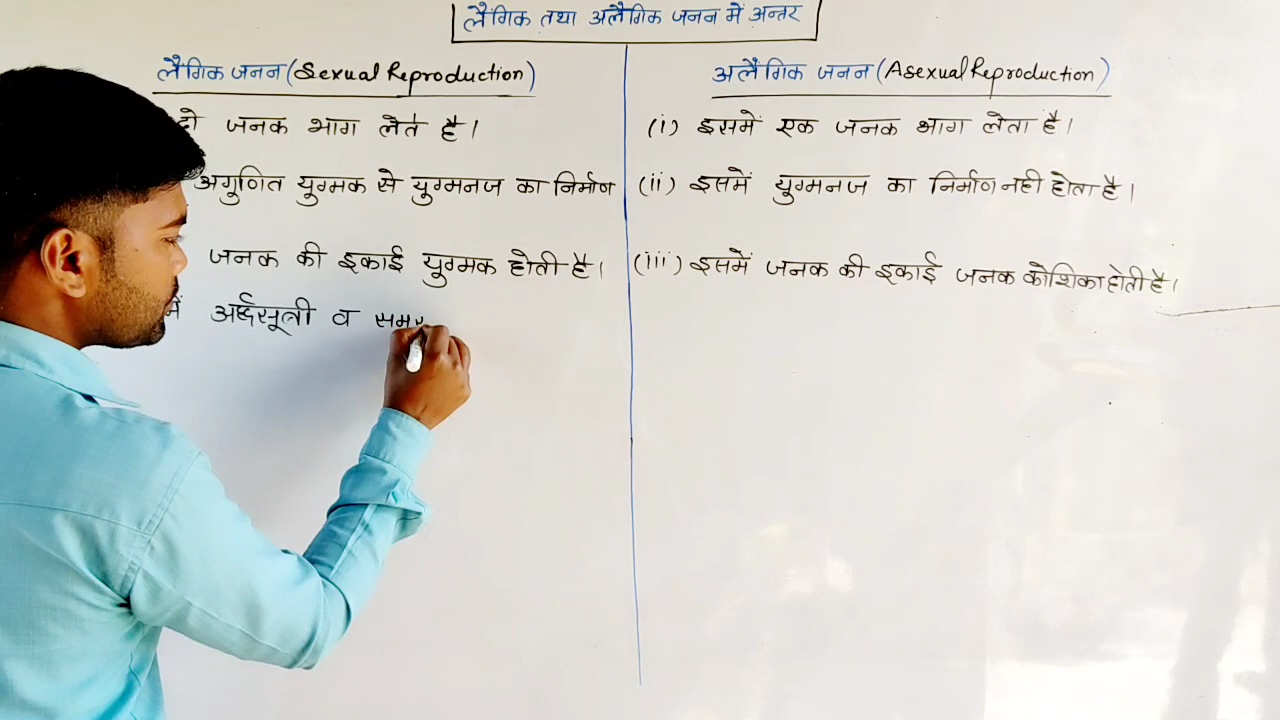 लैंगिक तथा अलैंगिक जनन में अन्तर
लैंगिक जनन (Sexual Reproduction)
दो जनक भाग लेते है।
अगुणित युग्मक से युग्मनज का निर्माण
जनक की इकाई युग्मक होती है।
में अर्द्धसूत्री व
अलैंगिक जनन (Asexual Reproduction)
(i) इसमें एक जनक भाग लेता है।
(ii) इसमें युग्मनज का निर्माण नही होता है।
(iii) इसमें जनक की इकाई जनक कोशिका होती है।